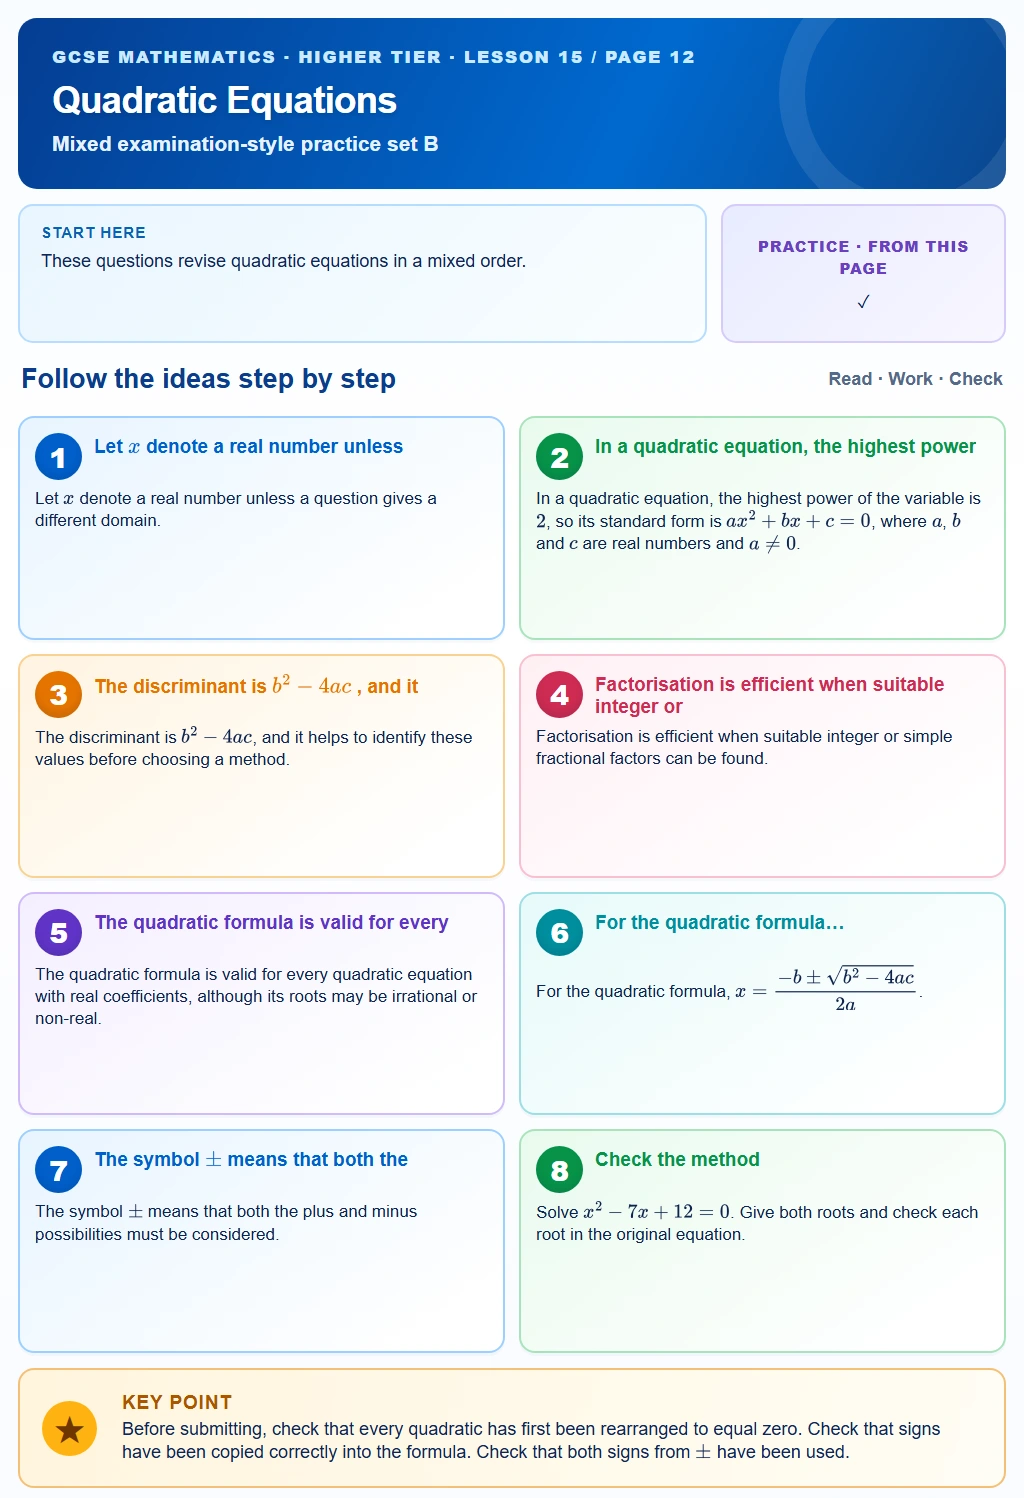 GCSE MATHEMATICS · HIGHER TIER · LESSON 15 / PAGE 12
Quadratic Equations
Mixed examination-style practice set B
START HERE
These questions revise quadratic equations in a mixed order.
PRACTICE · FROM THIS
PAGE
✓
Follow the ideas step by step
Read · Work · Check
1
Let x denote a real number unless
Let x denote a real number unless a question gives a
different domain.
2
In a quadratic equation, the highest power
In a quadratic equation, the highest power of the variable is
2, so its standard form is ax² + bx + c = 0, where a, b
and c are real numbers and a ≠ 0.
3
The discriminant is b² − 4ac , and it
The discriminant is b² − 4ac, and it helps to identify these
values before choosing a method.
4
Factorisation is efficient when suitable
integer or
Factorisation is efficient when suitable integer or simple
fractional factors can be found.
5
The quadratic formula is valid for every
The quadratic formula is valid for every quadratic equation
with real coefficients, although its roots may be irrational or
non-real.
6
For the quadratic formula…
For the quadratic formula, x = (−b ± √(b² − 4ac)) / 2a.
7
The symbol ± means that both the
The symbol ± means that both the plus and minus
possibilities must be considered.
8
Check the method
Solve x² − 7x + 12 = 0. Give both roots and check each
root in the original equation.
★
KEY POINT
Before submitting, check that every quadratic has first been rearranged to equal zero. Check that signs
have been copied correctly into the formula. Check that both signs from ± have been used.